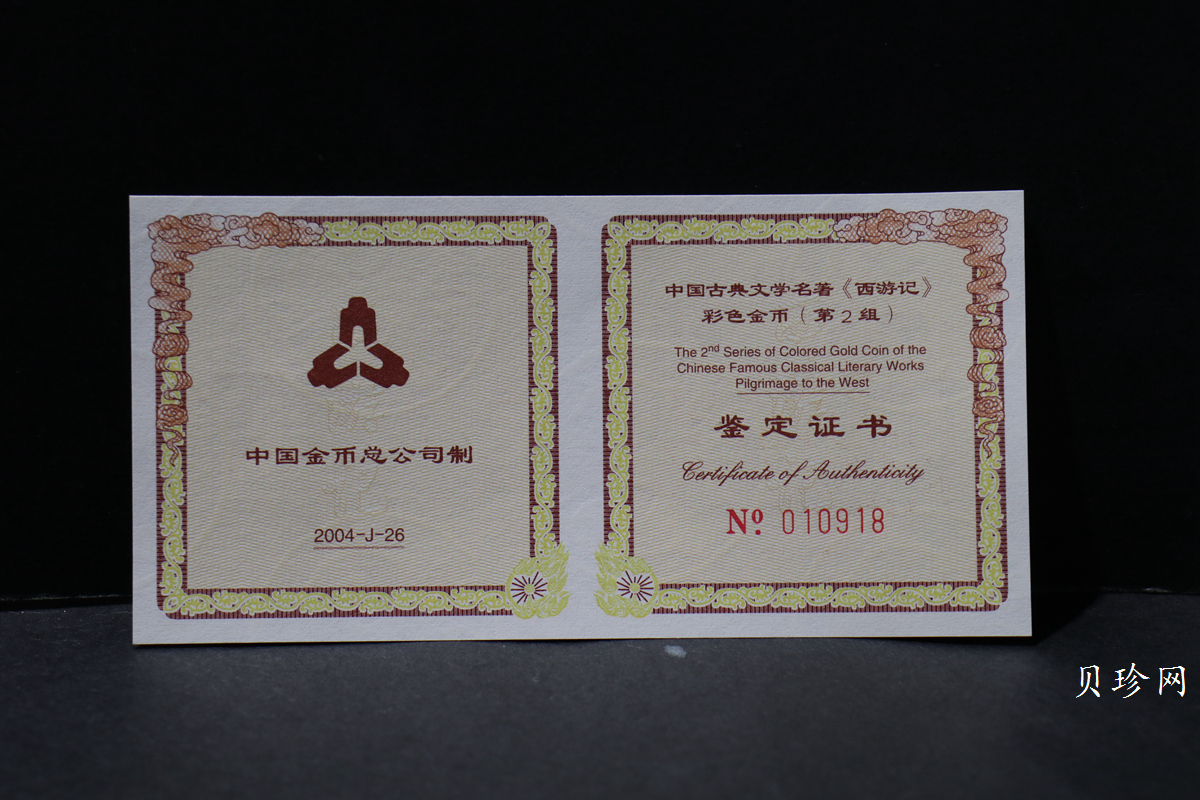 中国金币总公司制
2004-J-26
中国古典文学名著《西游记》
彩色金币（第2组）
The 2nd Series of Colored Gold Coin of the
Chinese Famous Classical Literary Works
Pilgrimage to the West
鉴定证书
Certificate of Authenticity
Nº 010918
贝珍网